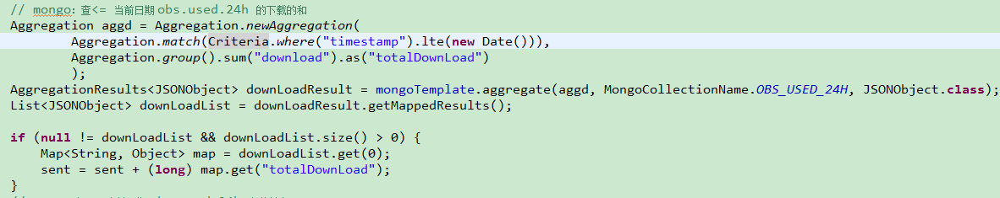 // mongo：查<= 当前日期 obs.used.24h 的下载的和
Aggregation aggd = Aggregation.newAggregation(
Aggregation.match(Criteria.where("timestamp").lte(new Date())),
Aggregation.group().sum("download").as("totalDownLoad")
);
AggregationResults<JSONObject> downLoadResult = mongoTemplate.aggregate(aggd, MongoCollectionName.OBS_USED_24H, JSONObject.class);
List<JSONObject> downLoadList = downLoadResult.getMappedResults();
if (null != downLoadList && downLoadList.size() > 0) {
Map<String, Object> map = downLoadList.get(0);
sent = sent + (long) map.get("totalDownLoad");
}